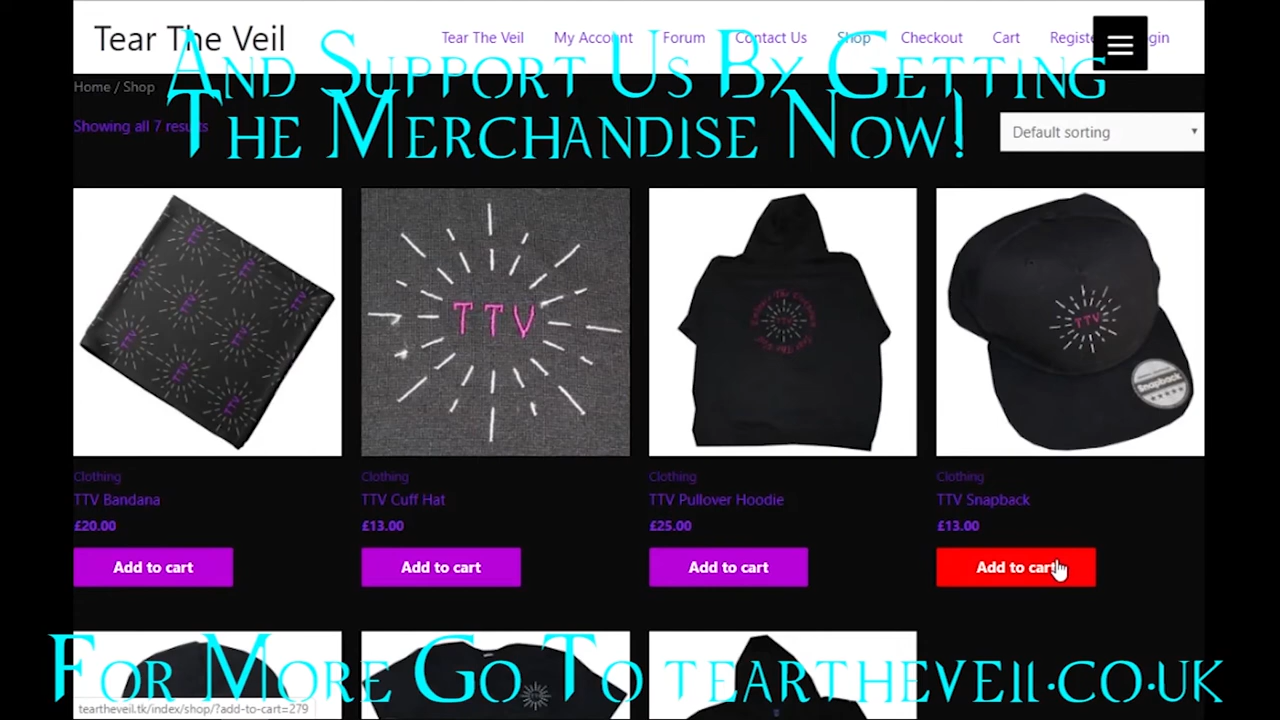 Tear The Veil
Tear The Veil My Account Forum Contact Us Shop Checkout Cart
And Support Us By Getting
The Merchandise Now!
Home / Shop
Showing all 7 results
Default sorting
TTV
Snapback
Clothing
TTV Bandana
£20.00
Add to cart
Clothing
TTV Cuff Hat
£13.00
Add to cart
Clothing
TTV Pullover Hoodie
£25.00
Add to cart
Clothing
TTV Snapback
£13.00
Add to cart
For More Go To teartheveil.co.uk
teartheveil.tk/index/shop/?add-to-cart=279